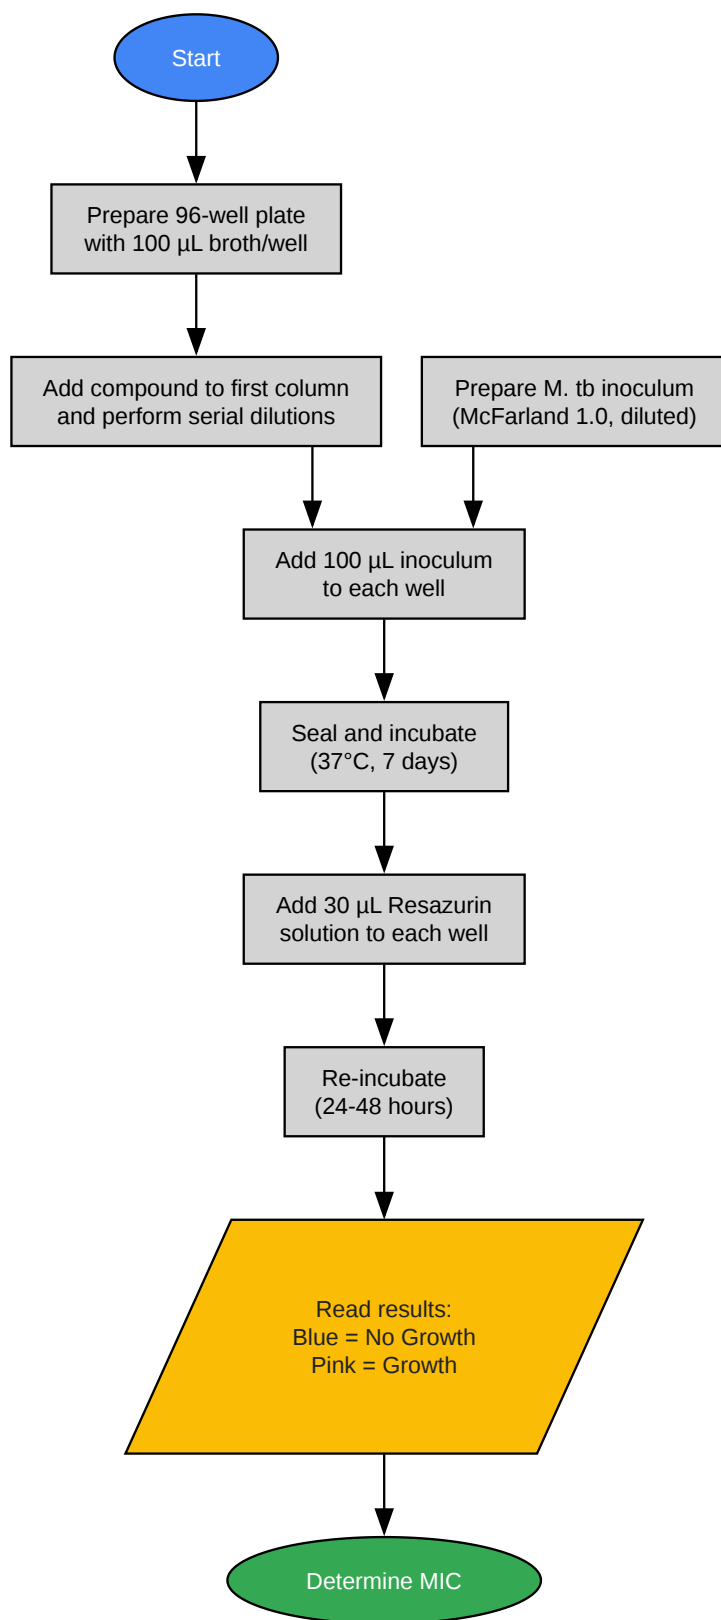 Start
Prepare 96-well plate
with 100 µL broth/well
Add compound to first column
and perform serial dilutions
Prepare M. tb inoculum
(McFarland 1.0, diluted)
Add 100 µL inoculum
to each well
Seal and incubate
(37°C, 7 days)
Add 30 µL Resazurin
solution to each well
Re-incubate
(24-48 hours)
Read results:
Blue = No Growth
Pink = Growth
Determine MIC